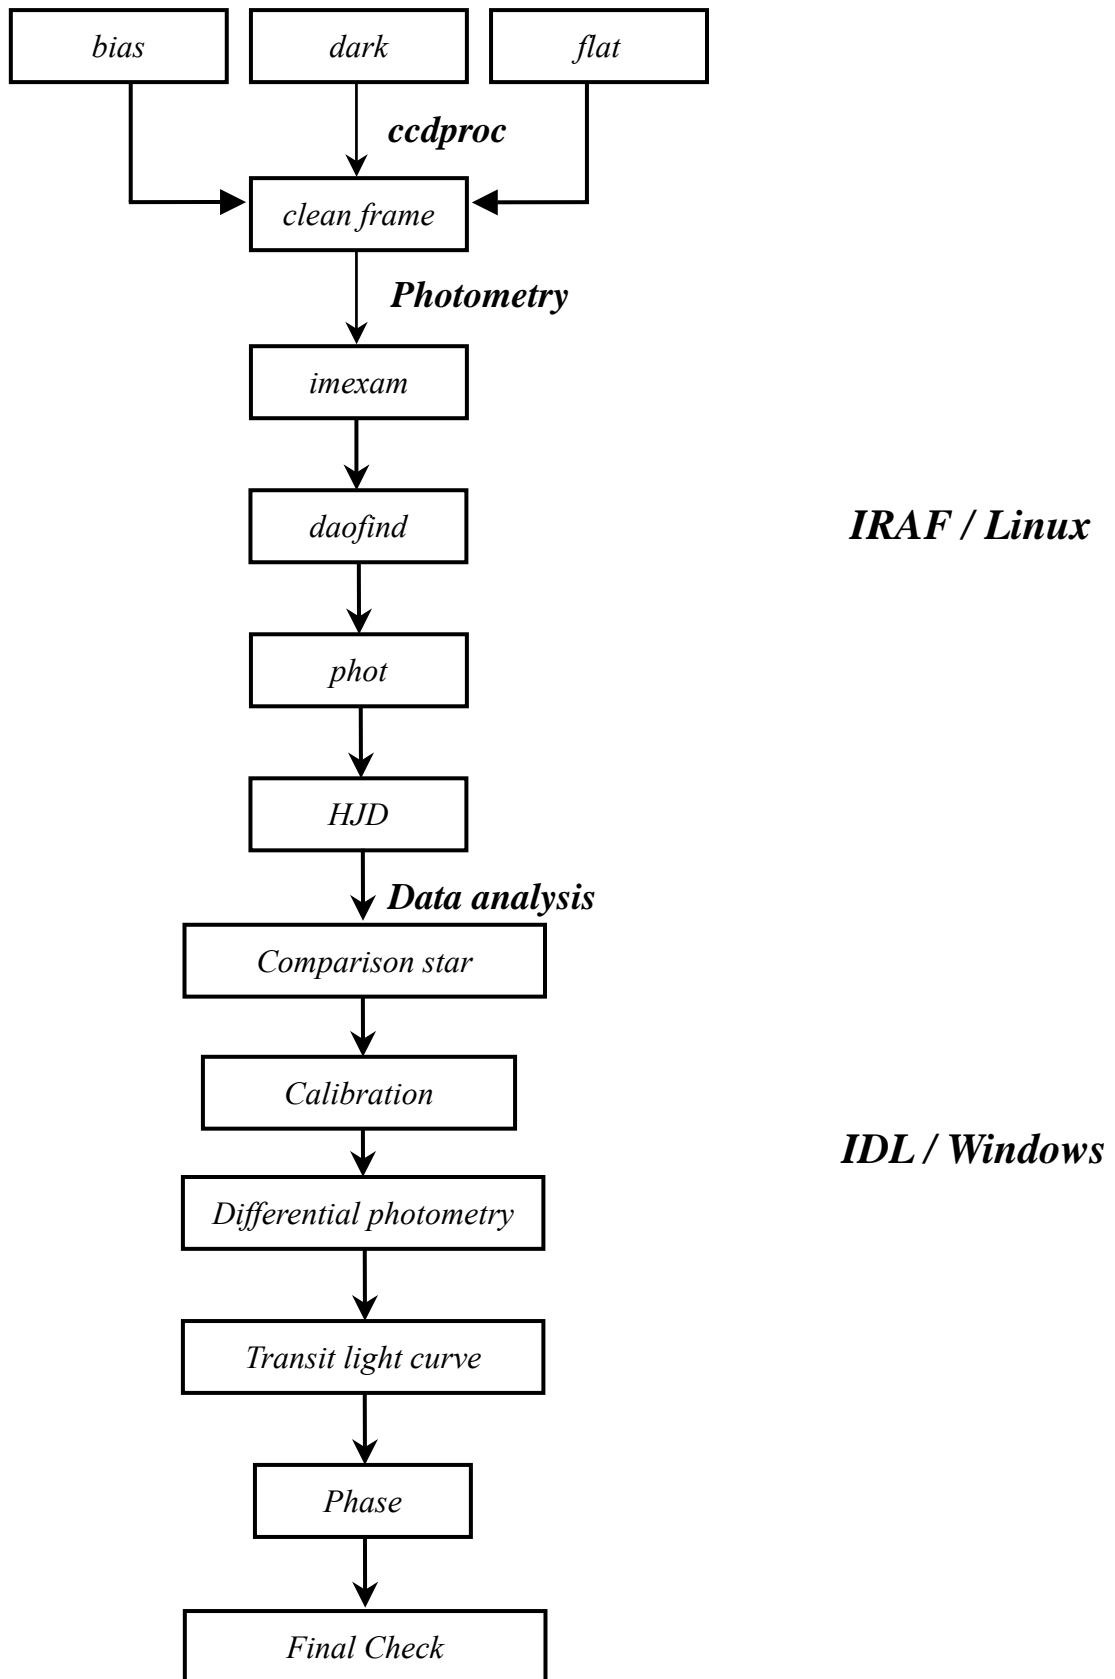 bias
dark
flat
ccdproc
clean frame
Photometry
imexam
daofind
IRAF / Linux
phot
HJD
Data analysis
Comparison star
Calibration
IDL / Windows
Differential photometry
Transit light curve
Phase
Final Check